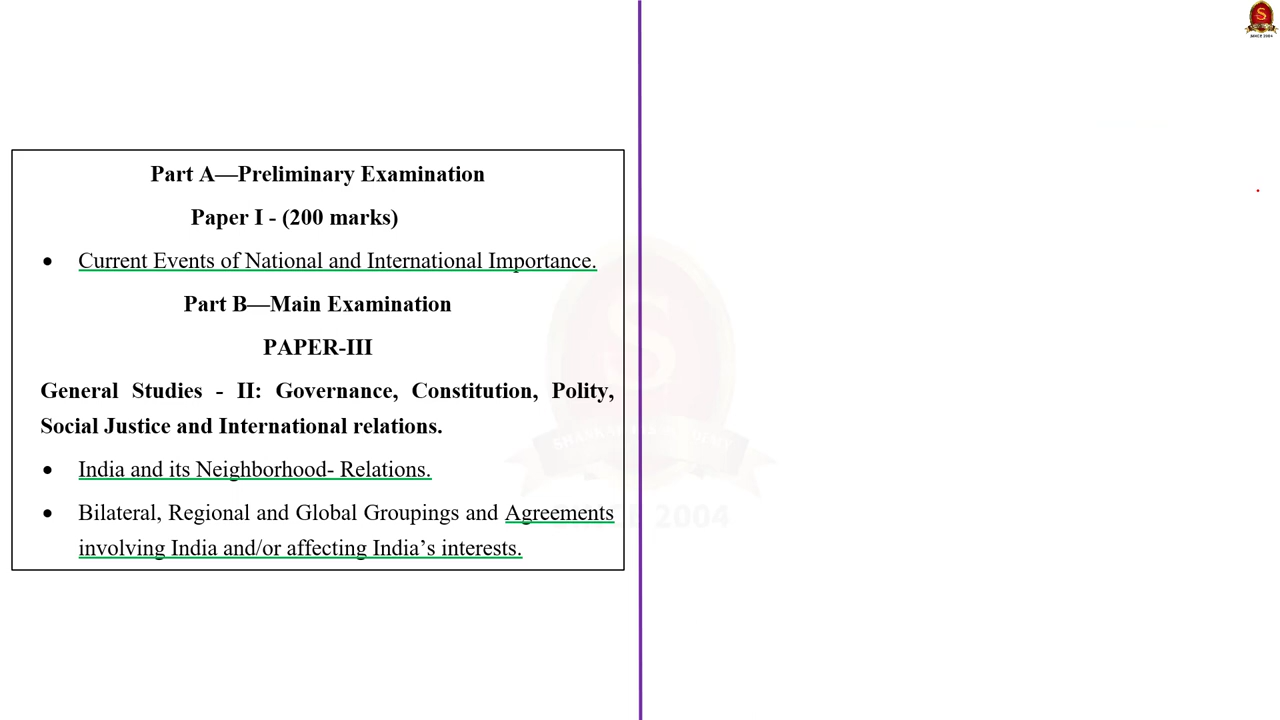 S
SINCE 2004
Part A—Preliminary Examination
Paper I - (200 marks)
• Current Events of National and International Importance.
Part B—Main Examination
PAPER-III
General Studies - II: Governance, Constitution, Polity,
Social Justice and International relations.
• India and its Neighborhood- Relations.
• Bilateral, Regional and Global Groupings and Agreements
involving India and/or affecting India’s interests.